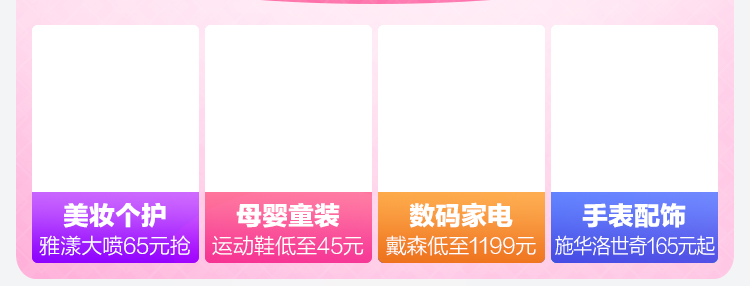 美妆个护
雅漾大喷65元抢
母婴童装
运动鞋低至45元
数码家电
戴森低至1199元
手表配饰
施华洛世奇165元起